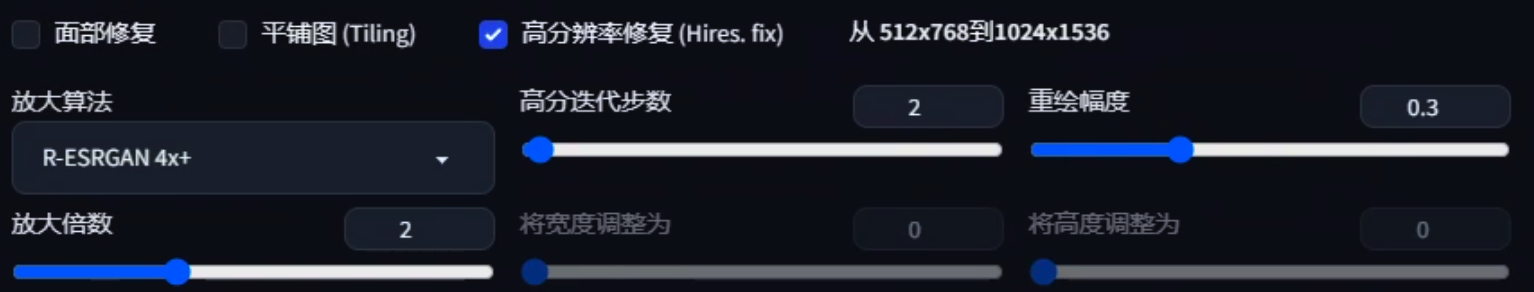 面部修复 平铺图 (Tiling) 高分辨率修复 (Hires. fix) 从 512x768到1024x1536
放大算法 高分迭代步数 2 重绘幅度 0.3
R-ESRGAN 4x+
放大倍数 2 将宽度调整为 0 将高度调整为 0